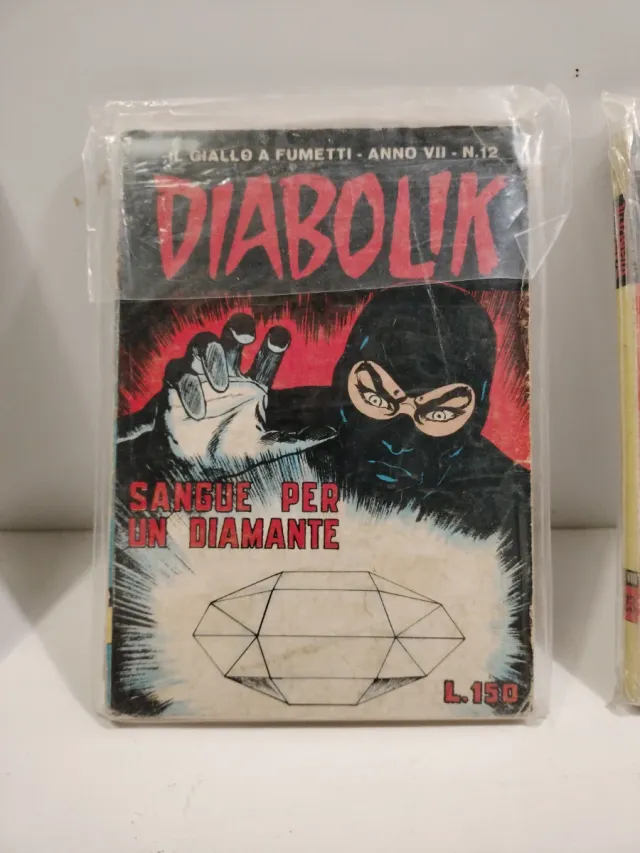 IL GIALLO A FUMETTI - ANNO VII - N.12
DIABOLIK
SANGUE PER
UN DIAMANTE
L.150